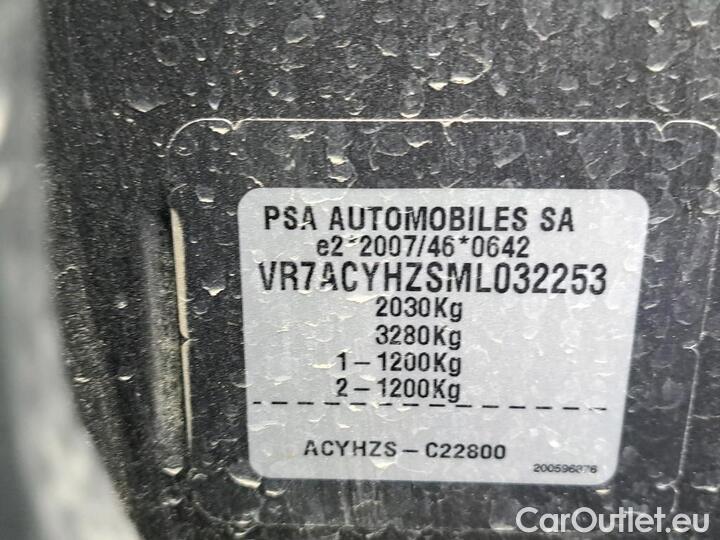 PSA AUTOMOBILES SA
e2*2007/46*0642
VR7ACYHZSML032253
2030Kg
3280Kg
1-1200Kg
2-1200Kg
ACYHZS-C22800
CarOutlet.eu